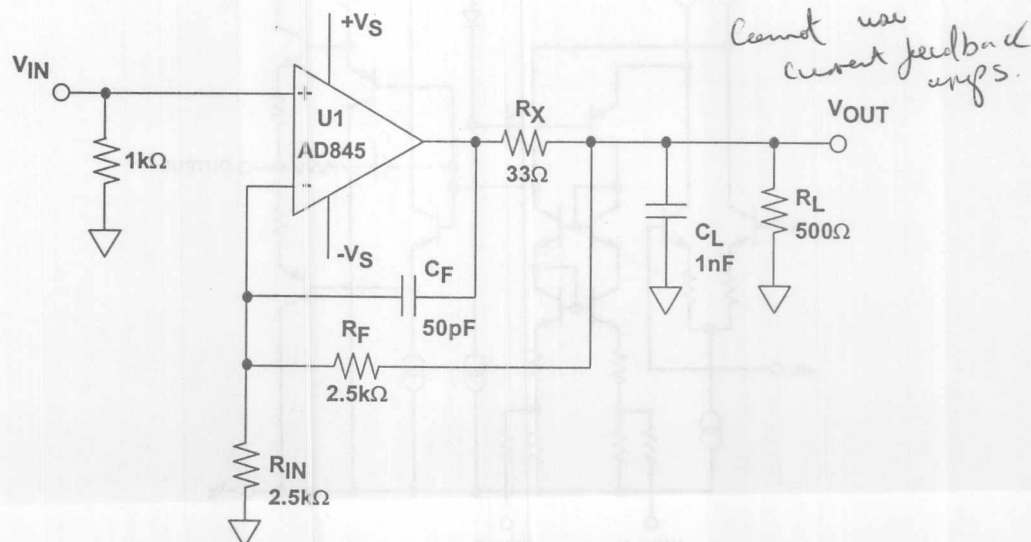 Cannot use
current feedback
amps.
+VS
VIN
U1
AD845
1kΩ
-VS
RX
33Ω
VOUT
CL
1nF
RL
500Ω
CF
50pF
RF
2.5kΩ
RIN
2.5kΩ